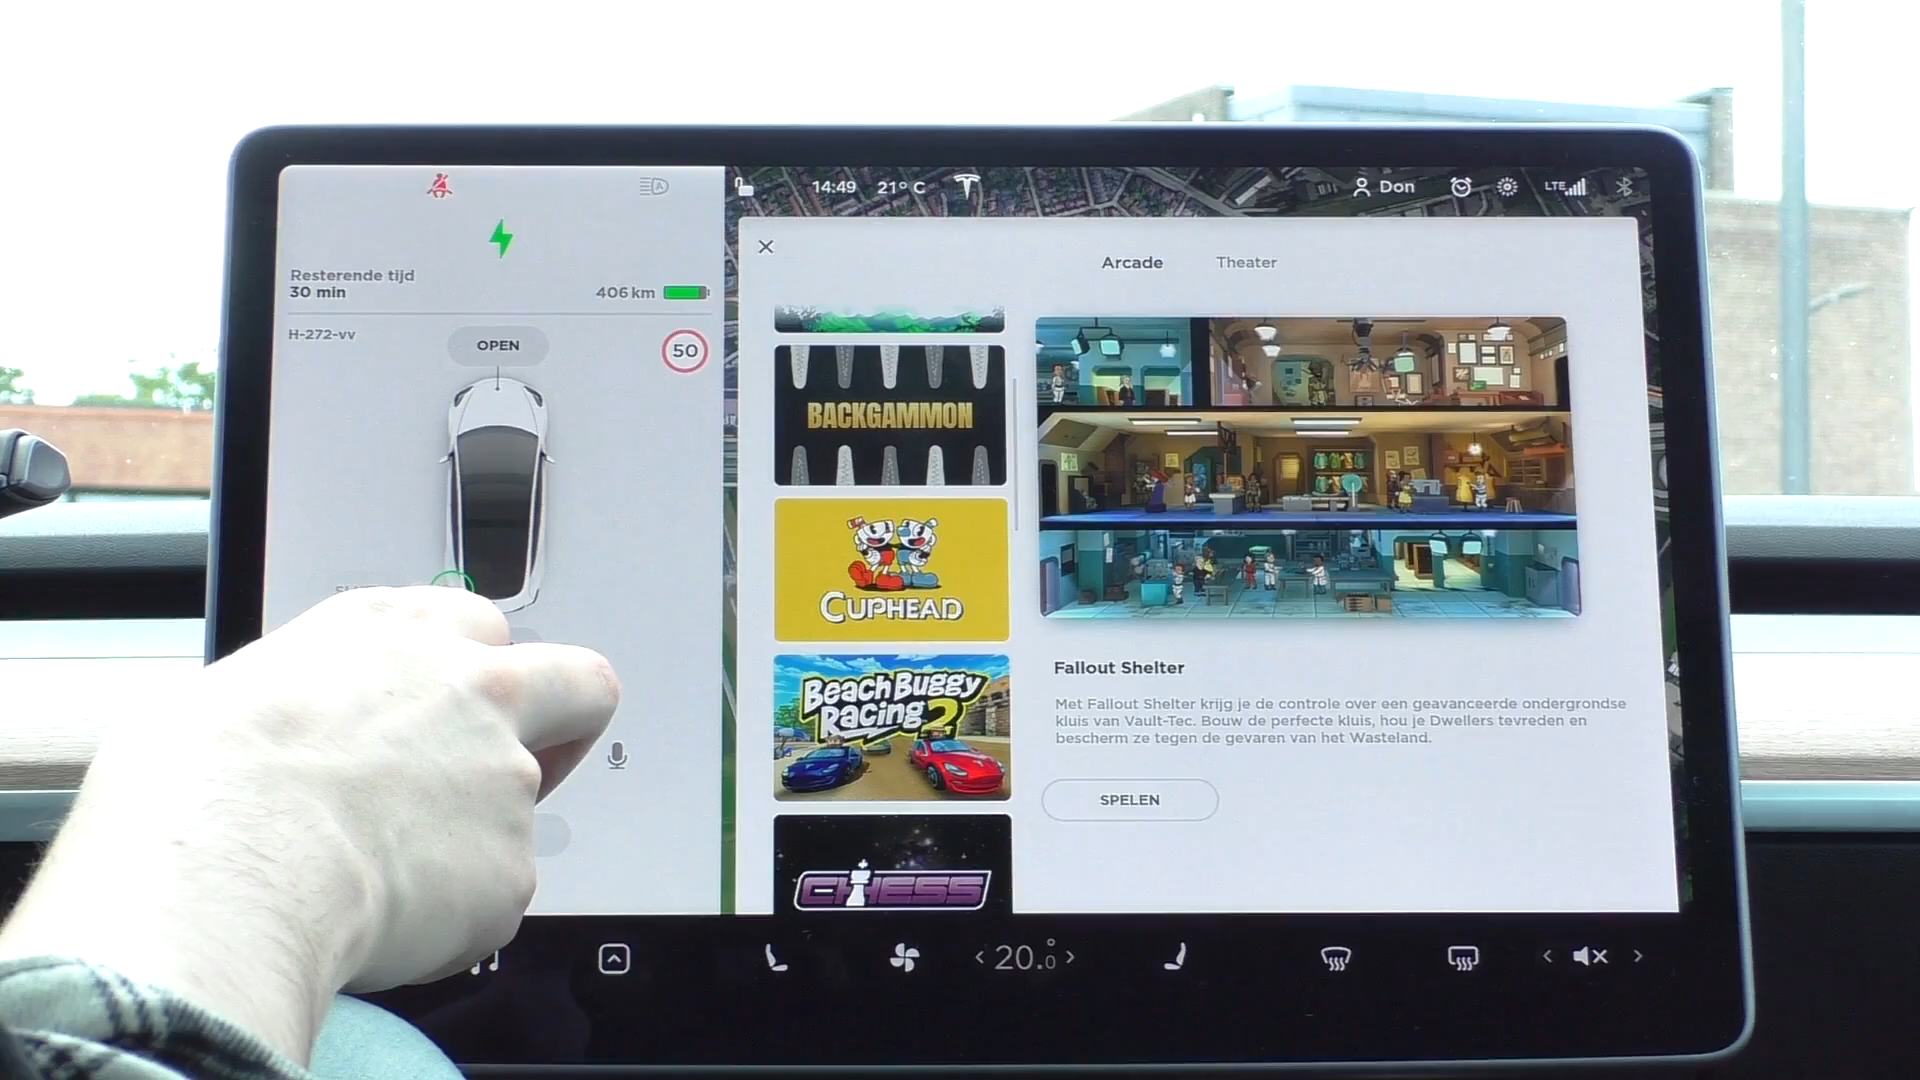 14:49
21° C
Don
LTE
Resterende tijd
30 min
406 km
H-272-vv
OPEN
50
Arcade
Theater
BACKGAMMON
CUPHEAD
Beach Buggy
Racing 2
CHESS
Fallout Shelter
Met Fallout Shelter krijg je de controle over een geavanceerde ondergrondse
kluis van Vault-Tec. Bouw de perfecte kluis, hou je Dwellers tevreden en
bescherm ze tegen de gevaren van het Wasteland.
SPELEN
20.0°